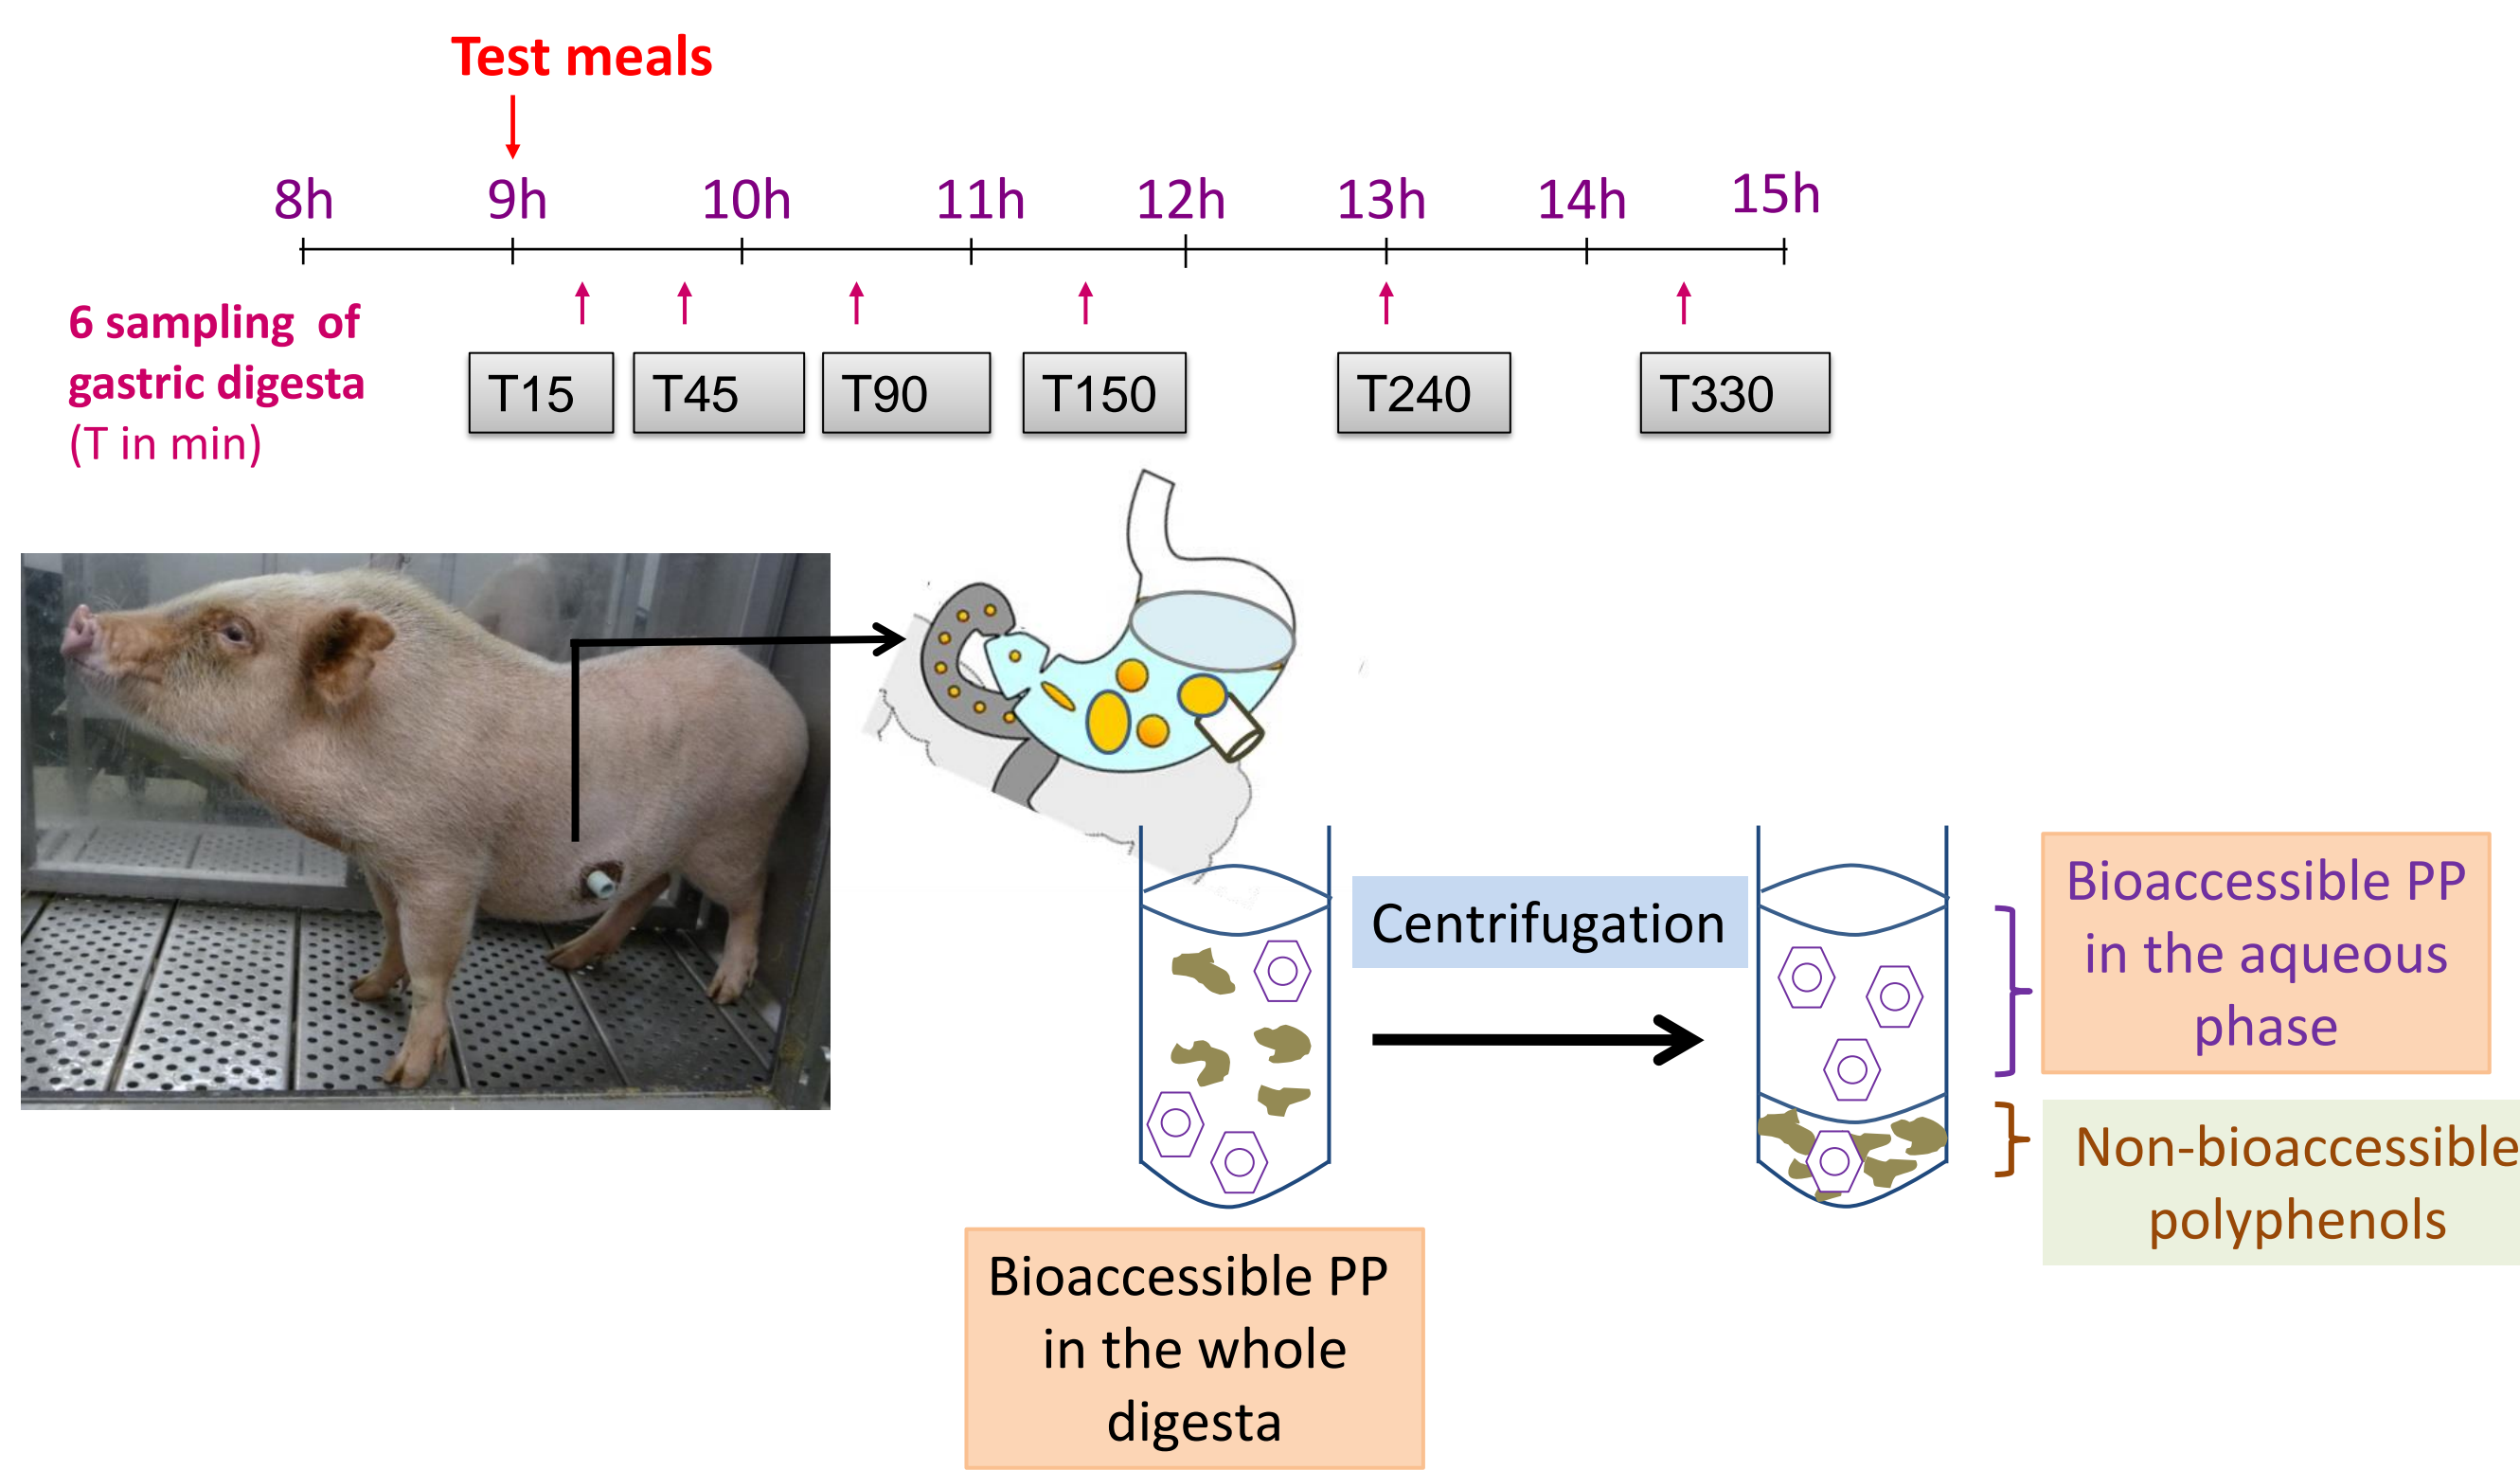 Test meals
8h 9h 10h 11h 12h 13h 14h 15h
6 sampling of
gastric digesta
(T in min)
T15 T45 T90 T150 T240 T330
Centrifugation
Bioaccessible PP
in the aqueous
phase
Non-bioaccessible
polyphenols
Bioaccessible PP
in the whole
digesta